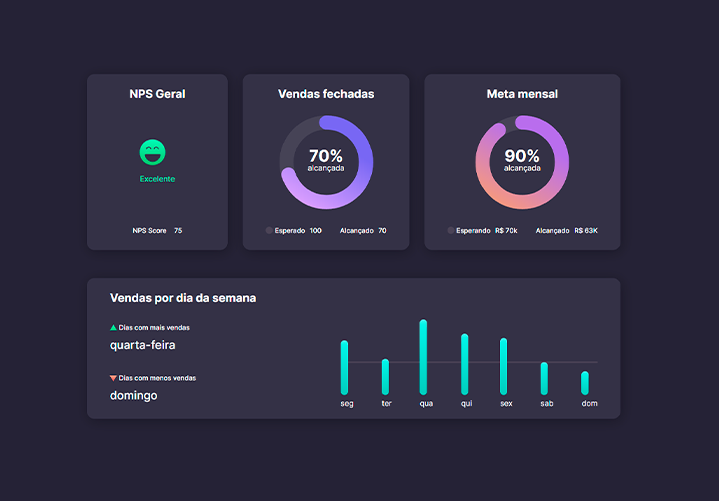 NPS Geral
Excelente
NPS Score 75
Vendas fechadas
70%
alcançada
Esperado 100 Alcançado 70
Meta mensal
90%
alcançada
Esperando R$ 70k Alcançado R$ 63K
Vendas por dia da semana
Dias com mais vendas
quarta-feira
Dias com menos vendas
domingo
seg ter qua qui sex sab dom